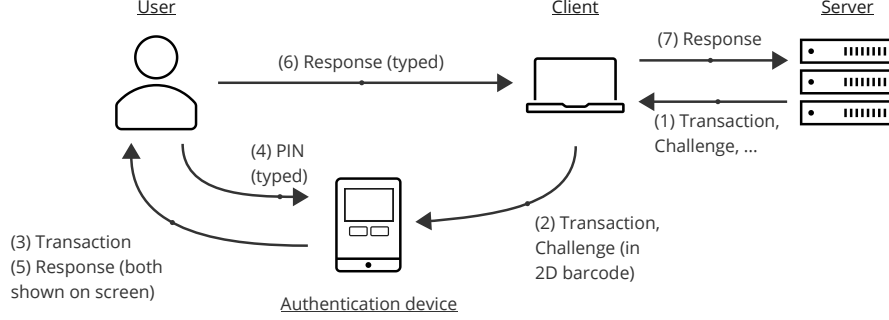 User
Client
Server
(6) Response (typed)
(7) Response
(1) Transaction,
Challenge, ...
(4) PIN
(typed)
(2) Transaction,
Challenge (in
2D barcode)
(3) Transaction
(5) Response (both
shown on screen)
Authentication device